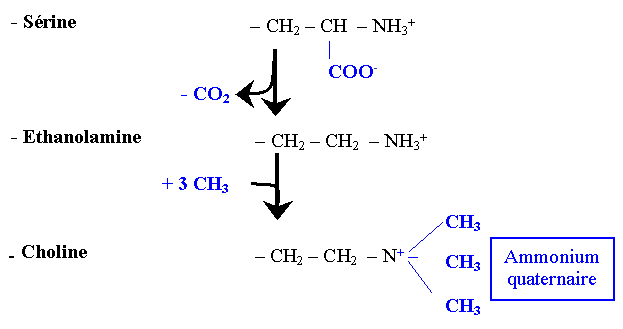 - Sérine – CH2 – CH – NH3+
COO-
- CO2
- Ethanolamine – CH2 – CH2 – NH3+
+ 3 CH3
- Choline – CH2 – CH2 – N+ –
CH3
CH3
CH3
Ammonium
quaternaire